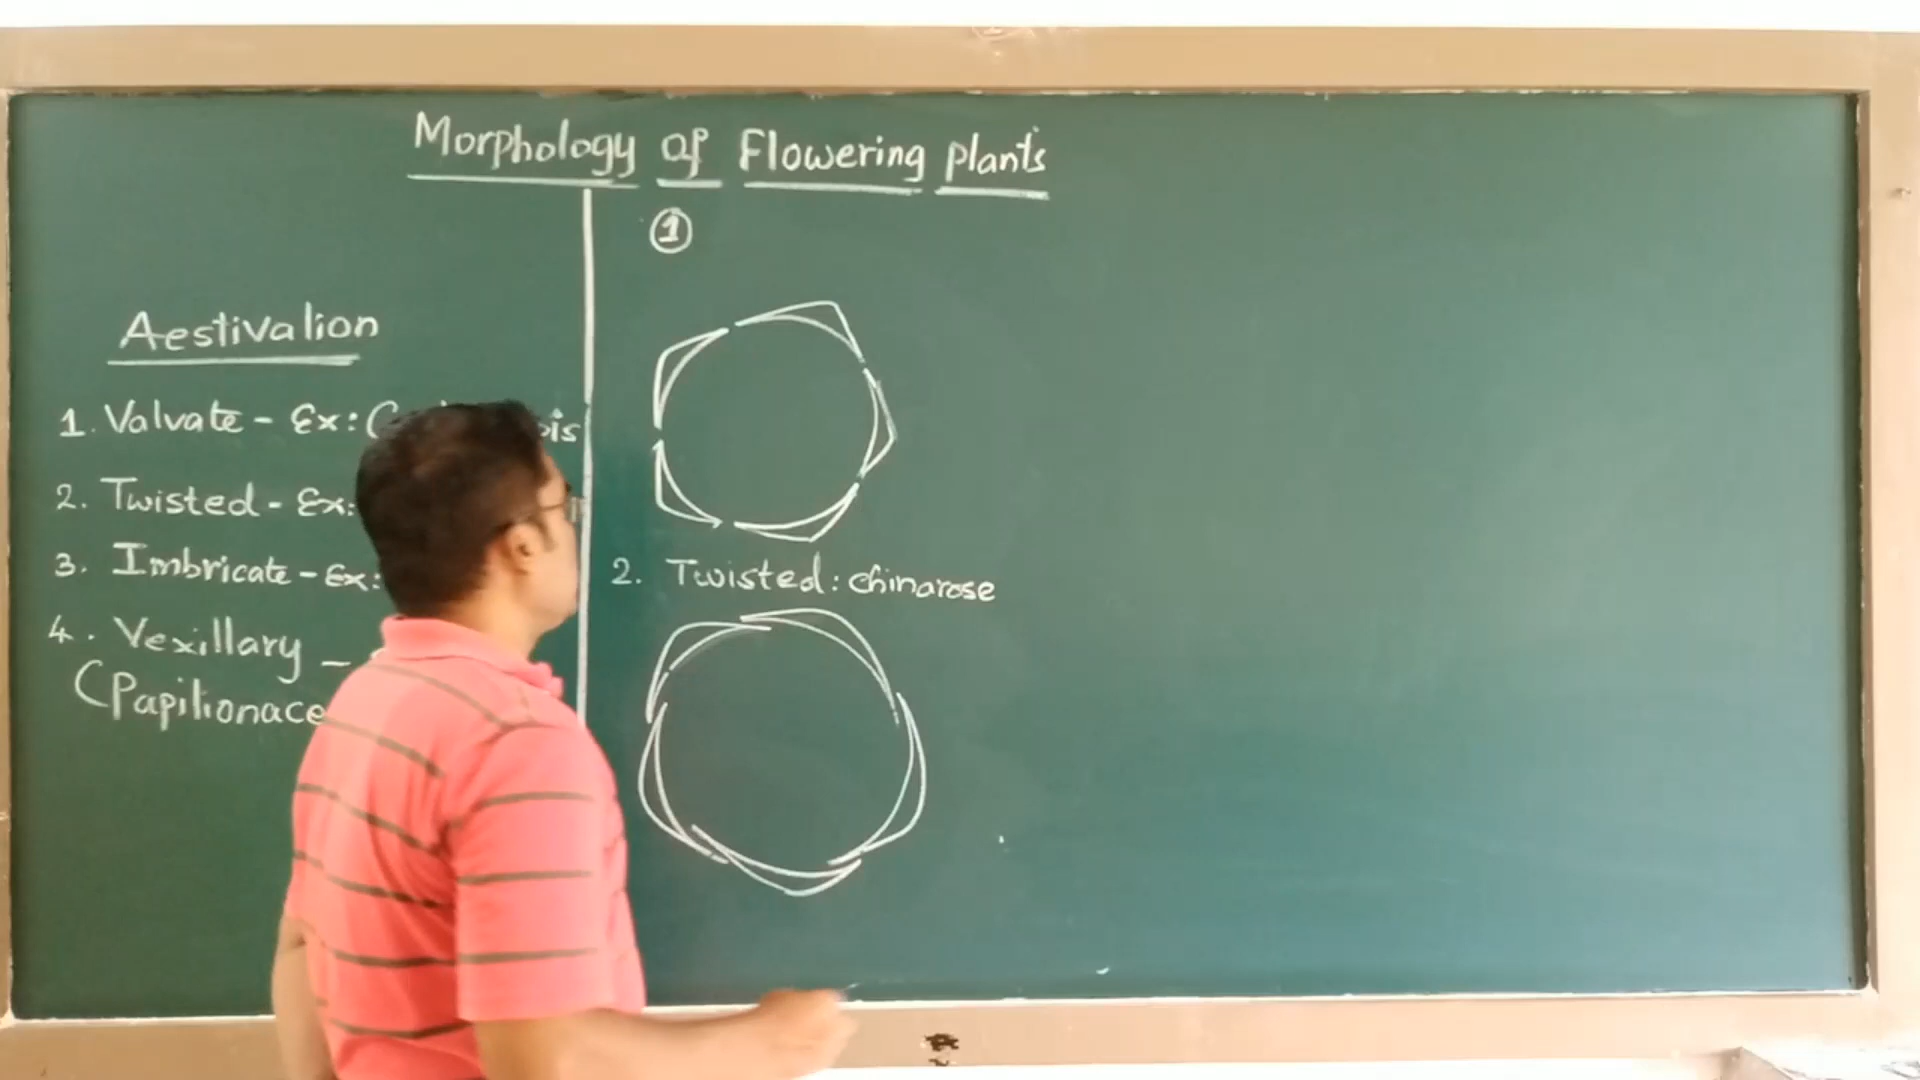 Morphology of Flowering plants
1
Aestivation
1. Valvate - Ex:
2. Twisted - Ex:
3. Imbricate - Ex:
4. Vexillary -
(Papilionace
2. Twisted: chinarose